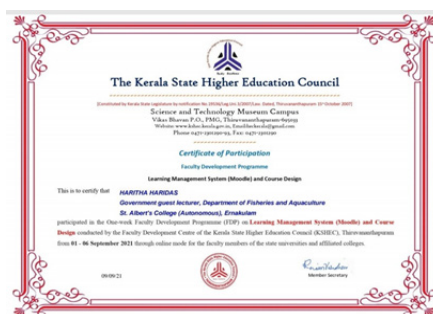 The Kerala State Higher Education Council
Science and Technology Museum Campus
Vikas Bhavan P.O., PMG, Thiruvananthapuram-695033
Certificate of Participation
Faculty Development Programme
Learning Management System (Moodle) and Course Design
This is to certify that HARITHA HARIDAS
Government guest lecturer, Department of Fisheries and Aquaculture
St. Albert's College (Autonomous), Ernakulam
participated in the One-week Faculty Development Programme (FDP) on Learning Management System (Moodle) and Course
Design conducted by the Faculty Development Centre of the Kerala State Higher Education Council (KSHEC), Thiruvananthapuram
from 01 - 06 September 2021 through online mode for the faculty members of the state universities and affiliated colleges.
09/09/21
Member Secretary